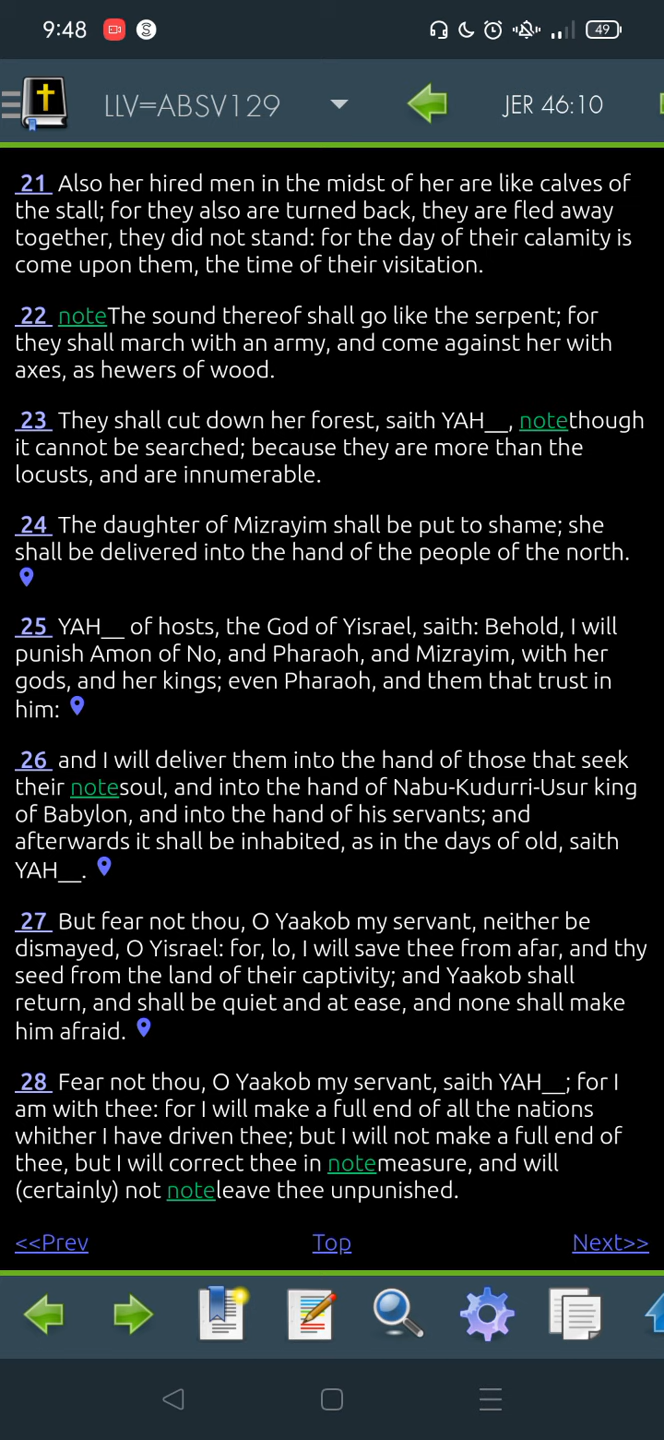 9:48
49
LLV=ABSV129
JER 46:10
21 Also her hired men in the midst of her are like calves of
the stall; for they also are turned back, they are fled away
together, they did not stand: for the day of their calamity is
come upon them, the time of their visitation.
22 noteThe sound thereof shall go like the serpent; for
they shall march with an army, and come against her with
axes, as hewers of wood.
23 They shall cut down her forest, saith YAH__, notethough
it cannot be searched; because they are more than the
locusts, and are innumerable.
24 The daughter of Mizrayim shall be put to shame; she
shall be delivered into the hand of the people of the north.
25 YAH__ of hosts, the God of Yisrael, saith: Behold, I will
punish Amon of No, and Pharaoh, and Mizrayim, with her
gods, and her kings; even Pharaoh, and them that trust in
him:
26 and I will deliver them into the hand of those that seek
their notesoul, and into the hand of Nabu-Kudurri-Usur king
of Babylon, and into the hand of his servants; and
afterwards it shall be inhabited, as in the days of old, saith
YAH__.
27 But fear not thou, O Yaakob my servant, neither be
dismayed, O Yisrael: for, lo, I will save thee from afar, and thy
seed from the land of their captivity; and Yaakob shall
return, and shall be quiet and at ease, and none shall make
him afraid.
28 Fear not thou, O Yaakob my servant, saith YAH__; for I
am with thee: for I will make a full end of all the nations
whither I have driven thee; but I will not make a full end of
thee, but I will correct thee in notemeasure, and will
(certainly) not noteleave thee unpunished.
<<Prev
Top
Next>>